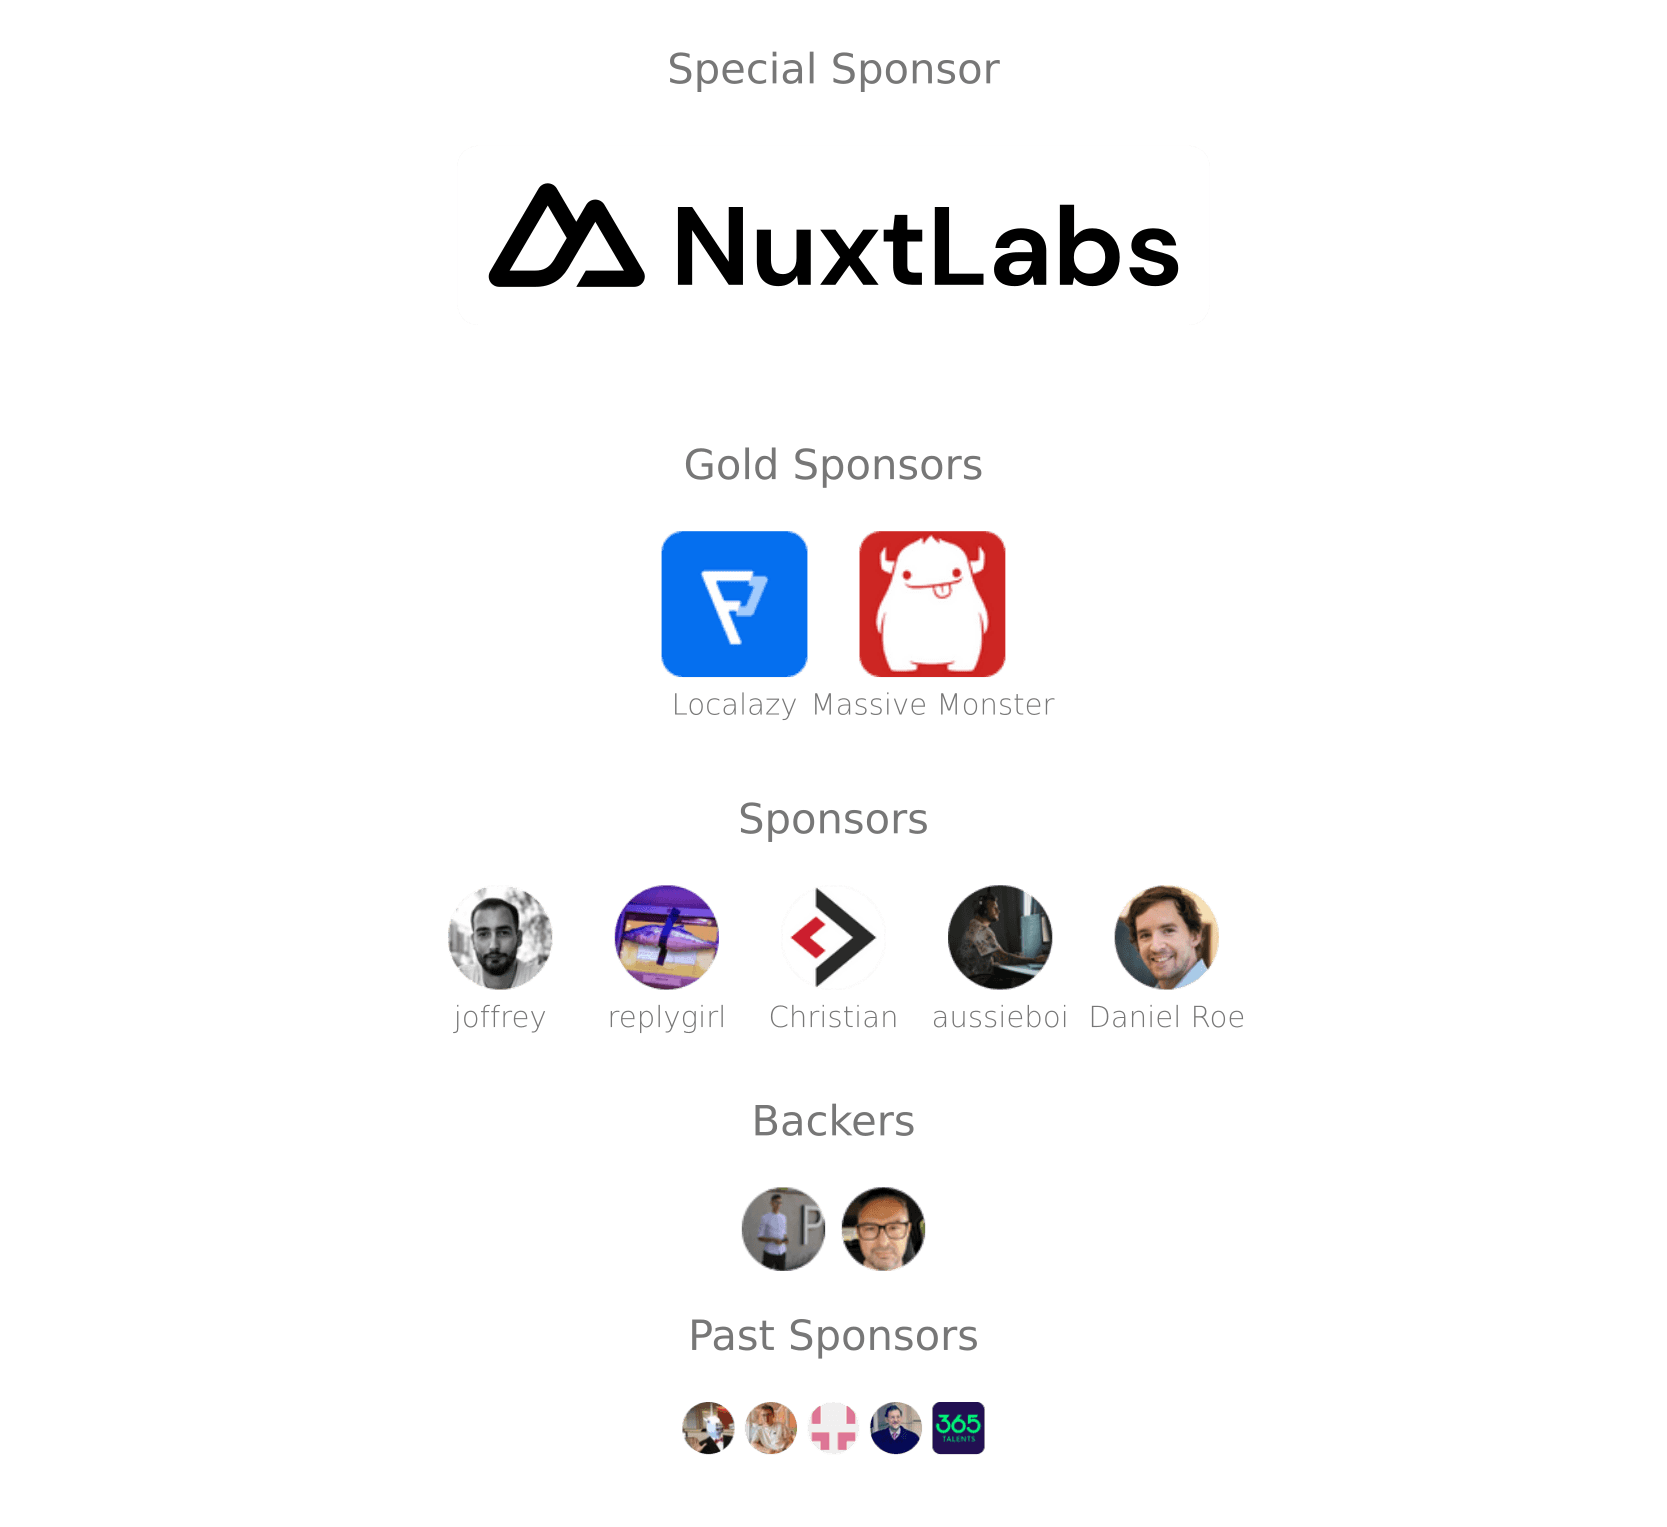 Special Sponsor
NuxtLabs
Gold Sponsors
Localazy Massive Monster
Sponsors
joffrey replygirl Christian aussieboi Daniel Roe
Backers
P
Past Sponsors
365
TALENTS